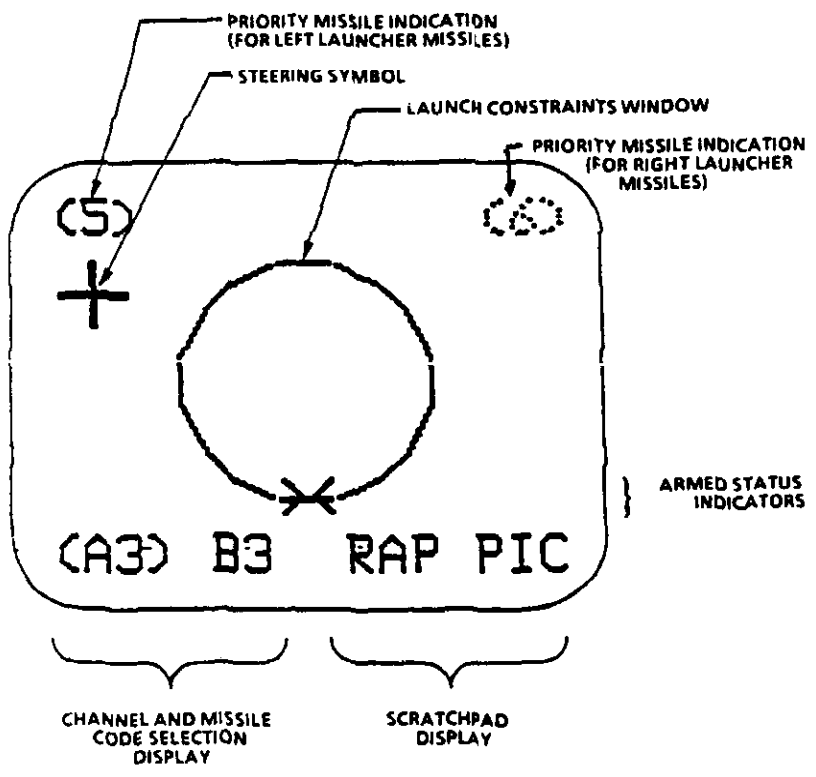 PRIORITY MISSILE INDICATION
(FOR LEFT LAUNCHER MISSILES)
STEERING SYMBOL
LAUNCH CONSTRAINTS WINDOW
PRIORITY MISSILE INDICATION
(FOR RIGHT LAUNCHER
MISSILES)
(S)
ARMED STATUS
INDICATORS
(A3) B3 RAP PIC
CHANNEL AND MISSILE
CODE SELECTION
DISPLAY
SCRATCHPAD
DISPLAY